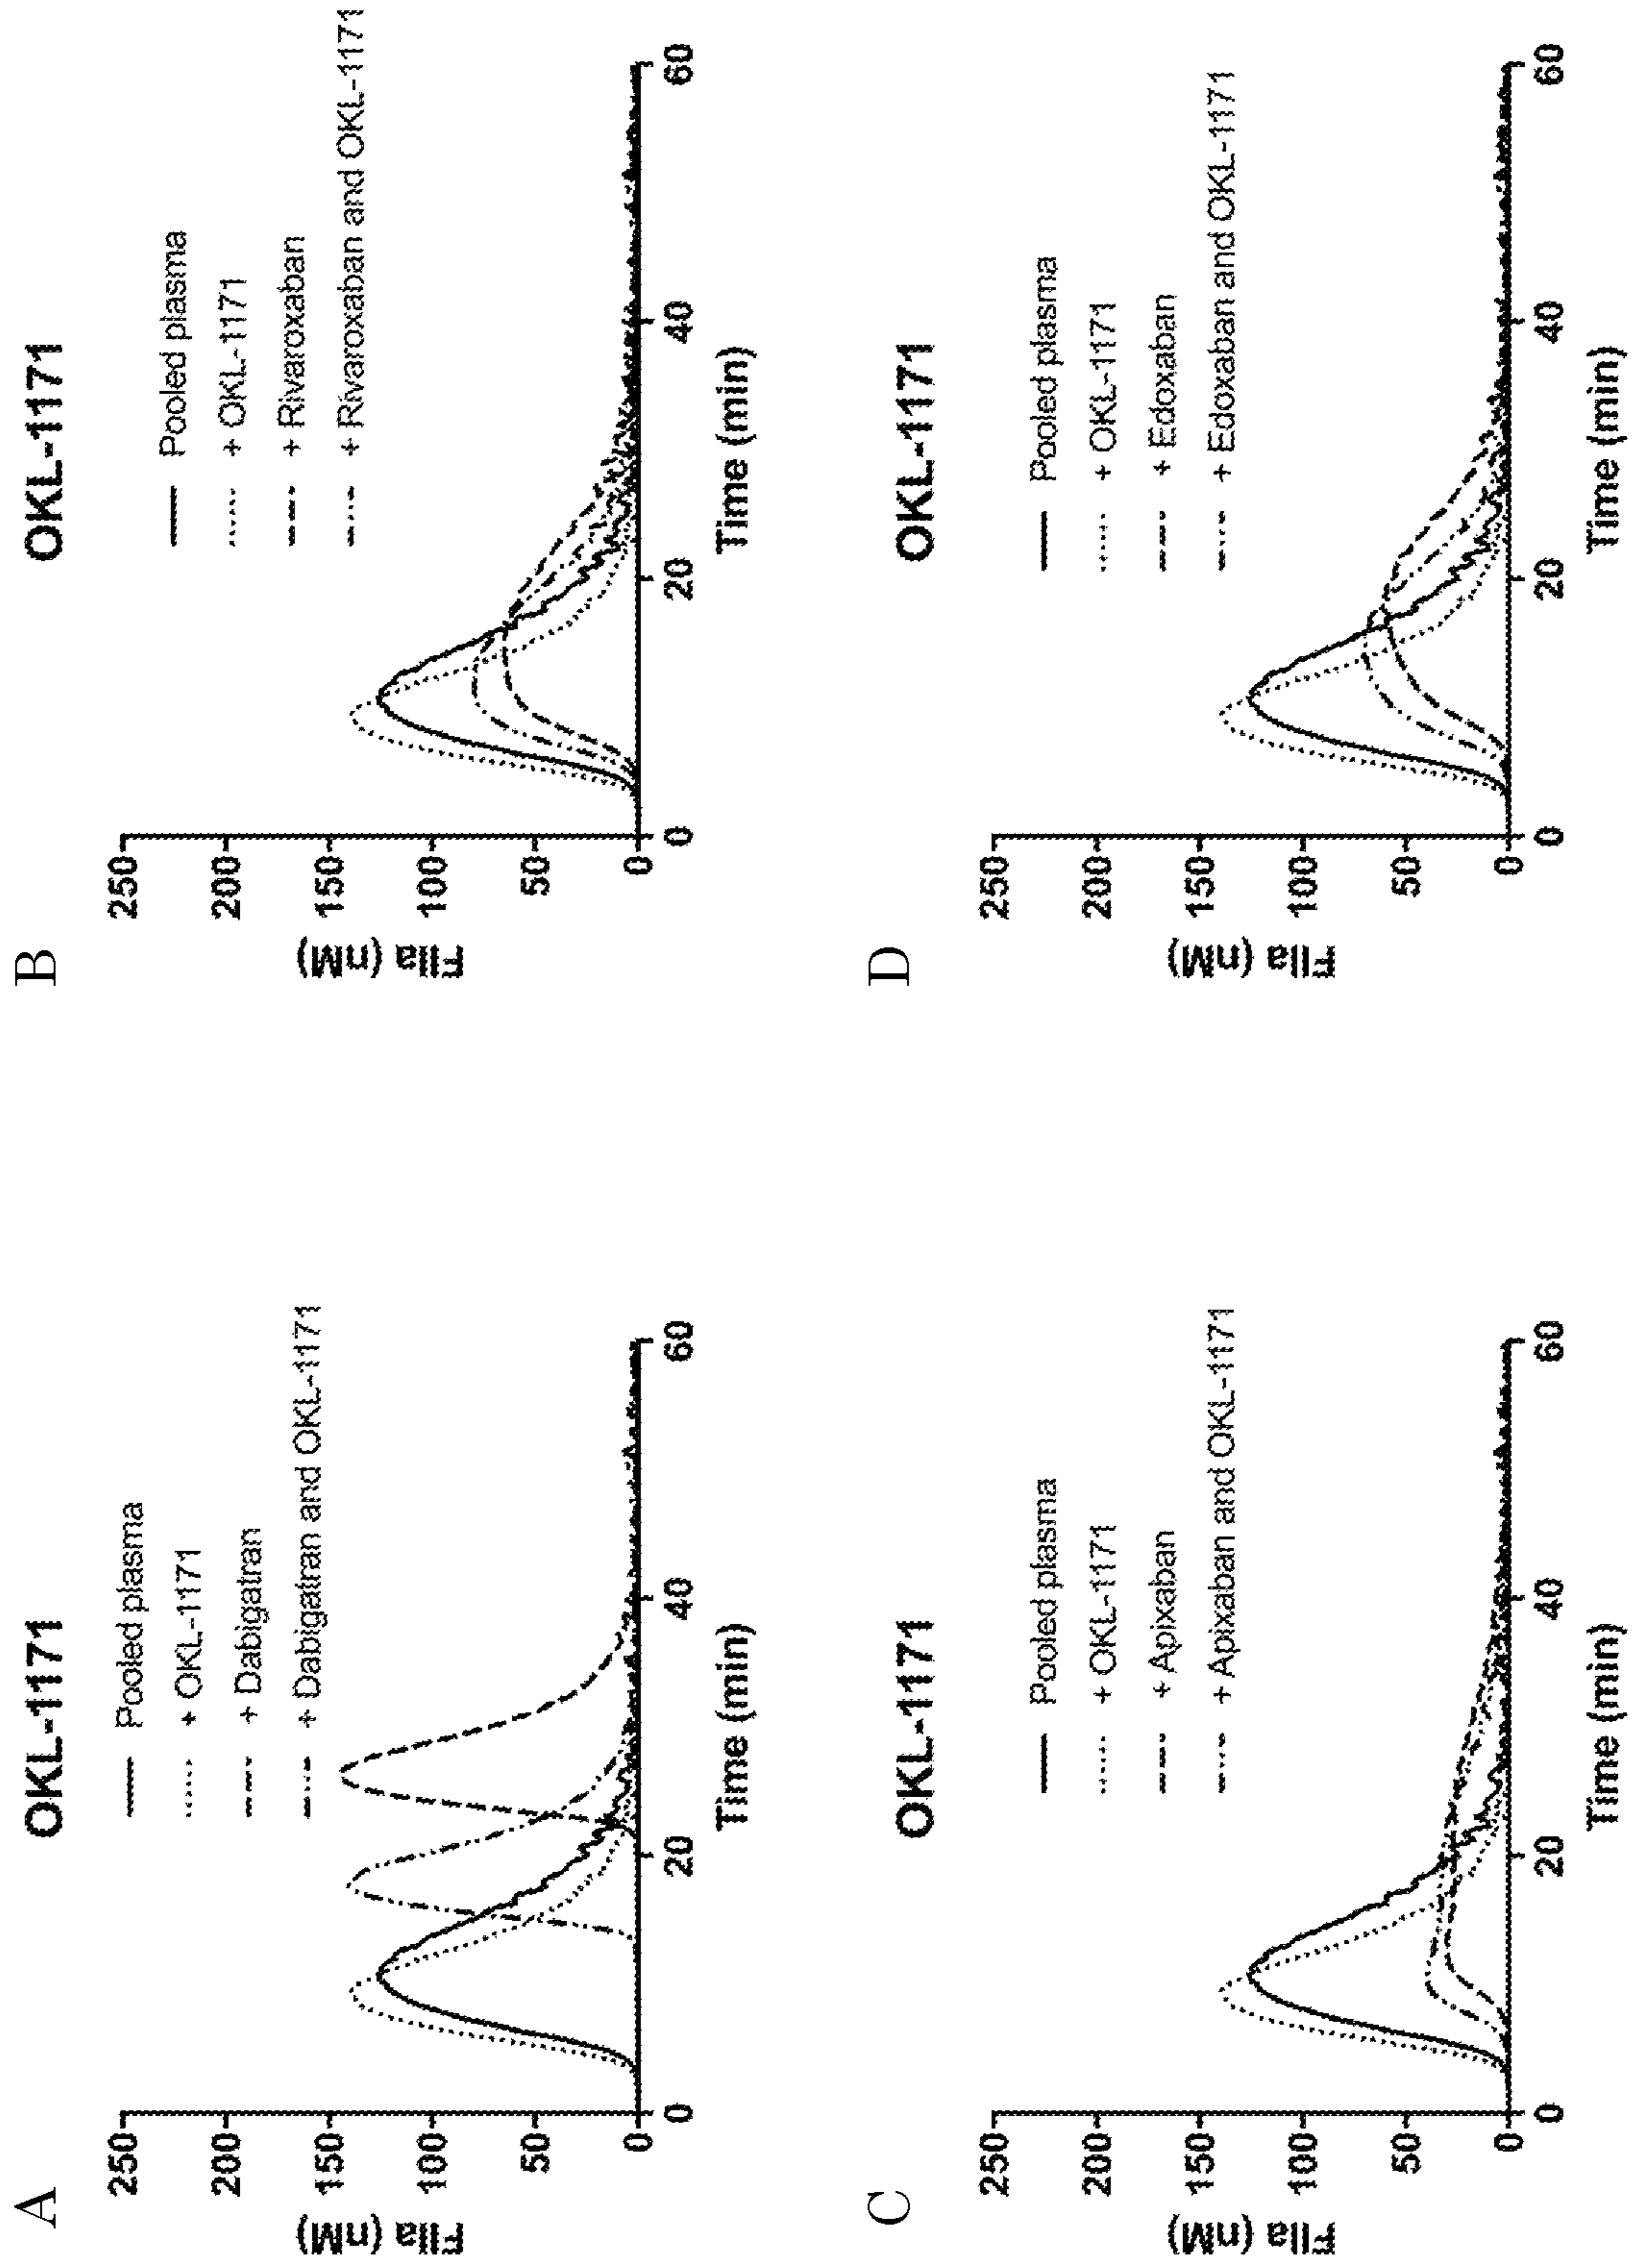 A
OKL-1171
FIIa (nM)
250
200
150
100
50
0
Pooled plasma
+ OKL-1171
+ Dabigatran
+ Dabigatran and OKL-1171
0
20
40
60
Time (min)
B
OKL-1171
FIIa (nM)
250
200
150
100
50
0
Pooled plasma
+ OKL-1171
+ Rivaroxaban
+ Rivaroxaban and OKL-1171
0
20
40
60
Time (min)
C
OKL-1171
FIIa (nM)
250
200
150
100
50
0
Pooled plasma
+ OKL-1171
+ Apixaban
+ Apixaban and OKL-1171
0
20
40
60
Time (min)
D
OKL-1171
FIIa (nM)
250
200
150
100
50
0
Pooled plasma
+ OKL-1171
+ Edoxaban
+ Edoxaban and OKL-1171
0
20
40
60
Time (min)